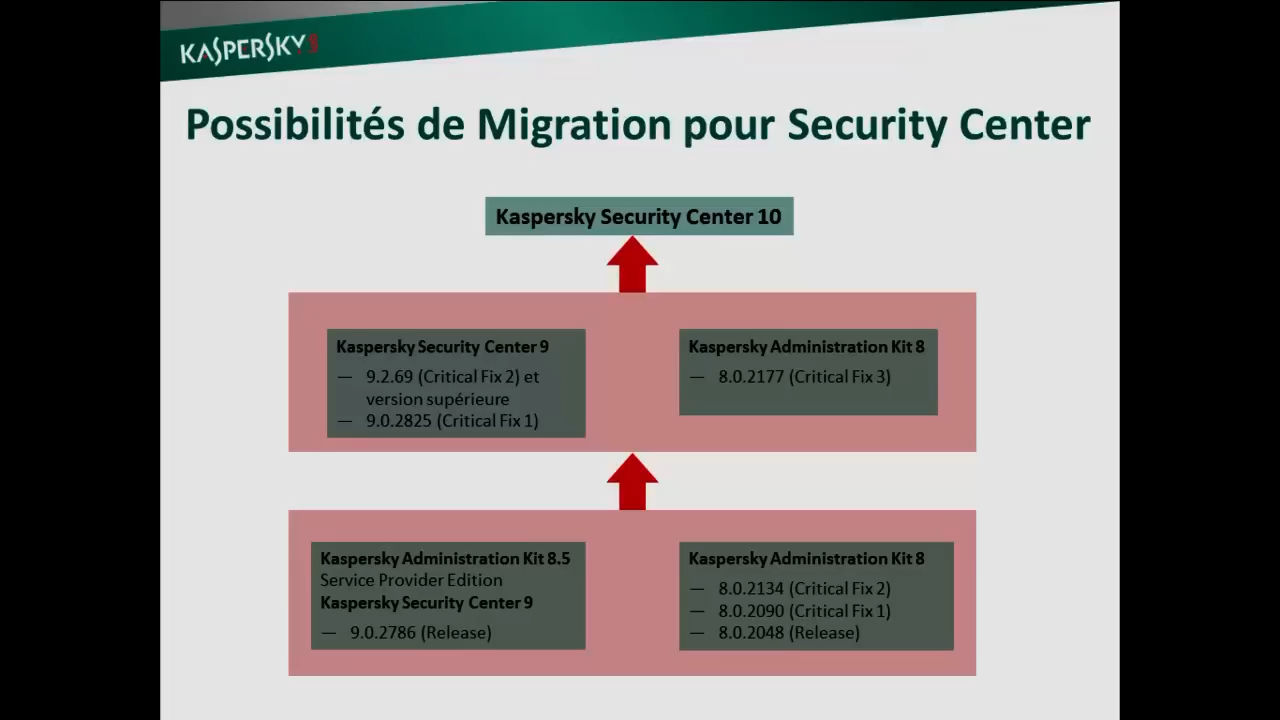 KASPERSKY
Possibilités de Migration pour Security Center
Kaspersky Security Center 10
Kaspersky Security Center 9
— 9.2.69 (Critical Fix 2) et
version supérieure
— 9.0.2825 (Critical Fix 1)
Kaspersky Administration Kit 8
— 8.0.2177 (Critical Fix 3)
Kaspersky Administration Kit 8.5
Service Provider Edition
Kaspersky Security Center 9
— 9.0.2786 (Release)
Kaspersky Administration Kit 8
— 8.0.2134 (Critical Fix 2)
— 8.0.2090 (Critical Fix 1)
— 8.0.2048 (Release)